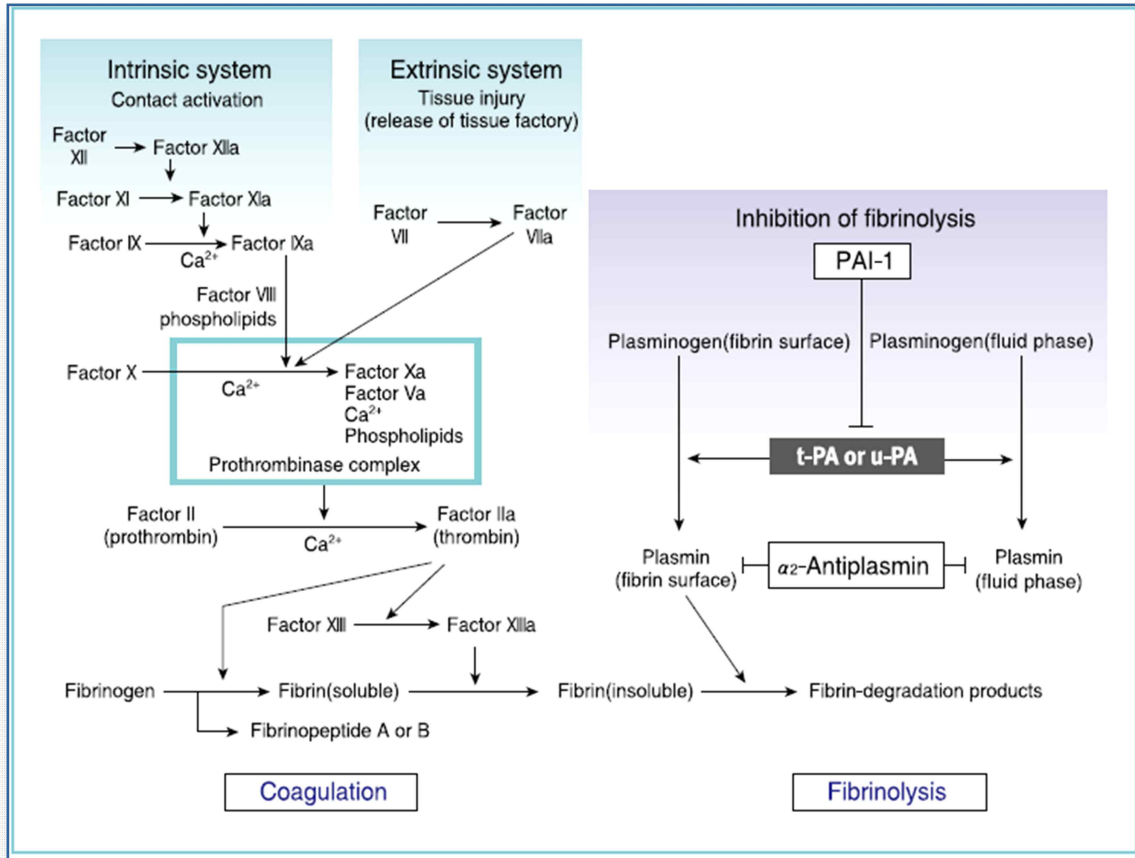 Intrinsic system
Contact activation
Factor
XII
Factor XIIa
Factor XI
Factor XIa
Factor IX
Ca²⁺
Factor IXa
Factor VIII
phospholipids
Extrinsic system
Tissue injury
(release of tissue factory)
Factor
VII
Factor
VIIa
Factor X
Ca²⁺
Factor Xa
Factor Va
Ca²⁺
Phospholipids
Prothrombinase complex
Factor II
(prothrombin)
Ca²⁺
Factor IIa
(thrombin)
Factor XIII
Factor XIIIa
Fibrinogen
Fibrin(soluble)
Fibrin(insoluble)
Fibrin-degradation products
Fibrinopeptide A or B
Coagulation
Inhibition of fibrinolysis
PAI-1
Plasminogen(fibrin surface)
Plasminogen(fluid phase)
t-PA or u-PA
Plasmin
(fibrin surface)
α2-Antiplasmin
Plasmin
(fluid phase)
Fibrinolysis